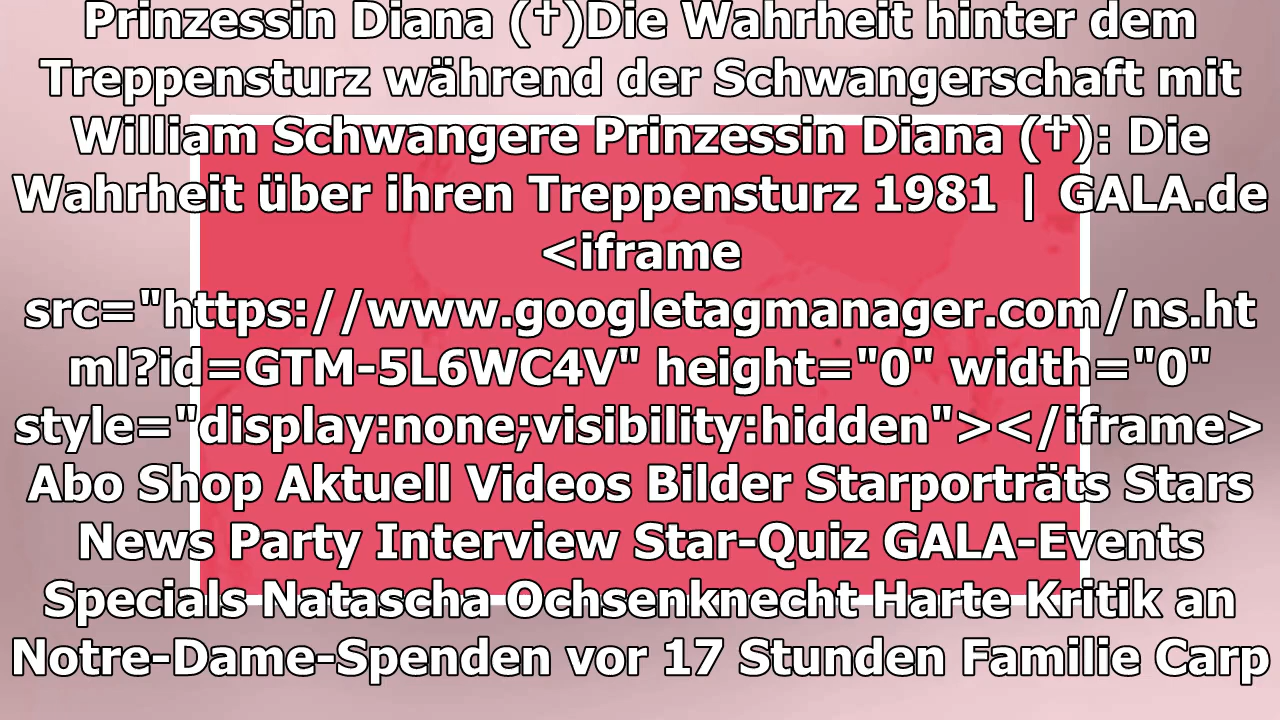 Prinzessin Diana (†)Die Wahrheit hinter dem
Treppensturz während der Schwangerschaft mit
William Schwangere Prinzessin Diana (†): Die
Wahrheit über ihren Treppensturz 1981 | GALA.de
<iframe
src="https://www.googletagmanager.com/ns.ht
ml?id=GTM-5L6WC4V" height="0" width="0"
style="display:none;visibility:hidden"></iframe>
Abo Shop Aktuell Videos Bilder Starporträts Stars
News Party Interview Star-Quiz GALA-Events
Specials Natascha Ochsenknecht Harte Kritik an
Notre-Dame-Spenden vor 17 Stunden Familie Carp